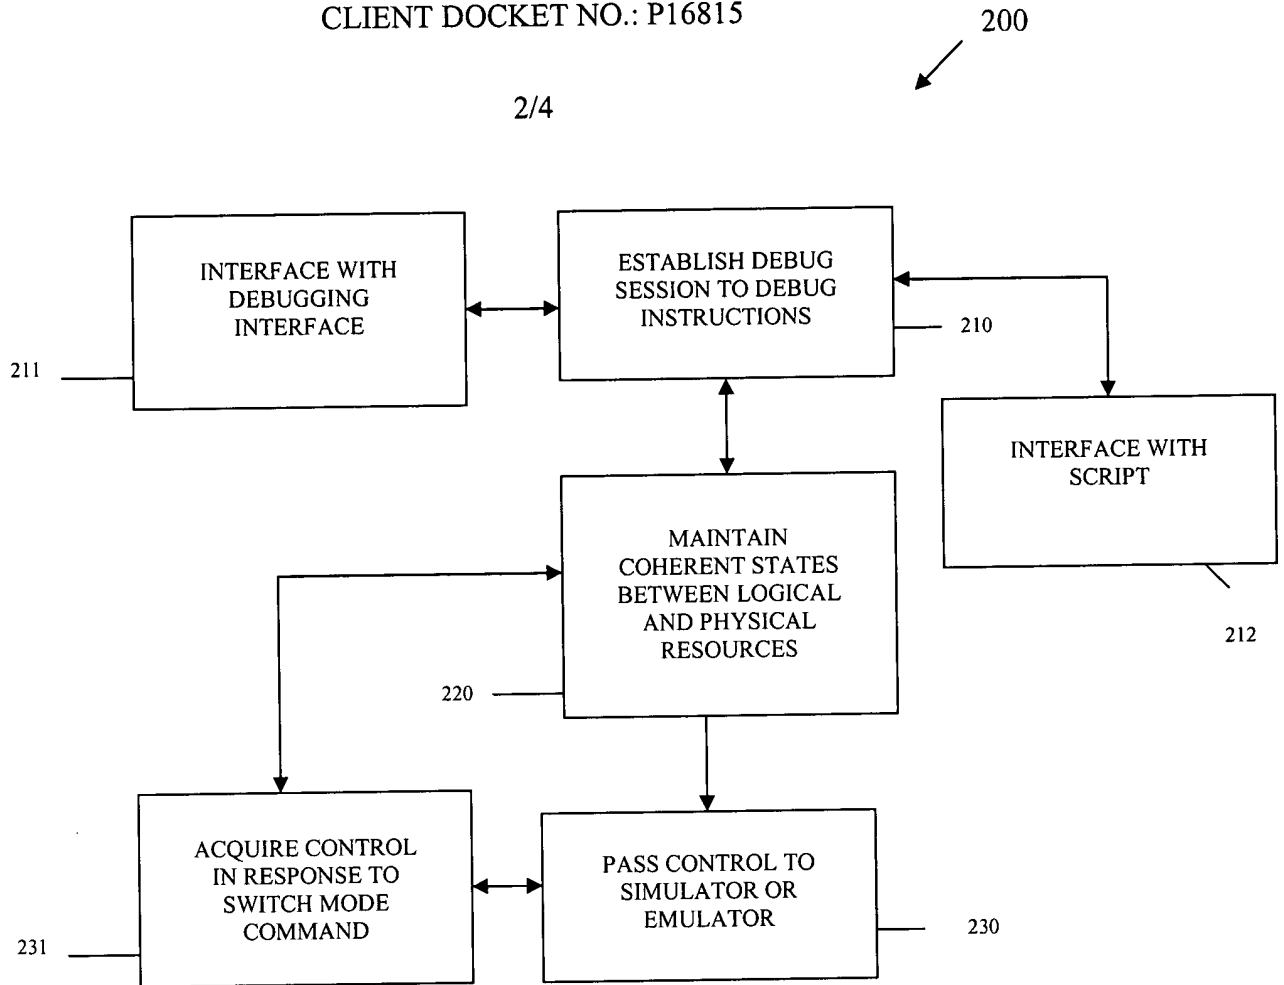 CLIENT DOCKET NO.: P16815
200
2/4
INTERFACE WITH
DEBUGGING
INTERFACE
211
ESTABLISH DEBUG
SESSION TO DEBUG
INSTRUCTIONS
210
INTERFACE WITH
SCRIPT
212
MAINTAIN
COHERENT STATES
BETWEEN LOGICAL
AND PHYSICAL
RESOURCES
220
ACQUIRE CONTROL
IN RESPONSE TO
SWITCH MODE
COMMAND
231
PASS CONTROL TO
SIMULATOR OR
EMULATOR
230